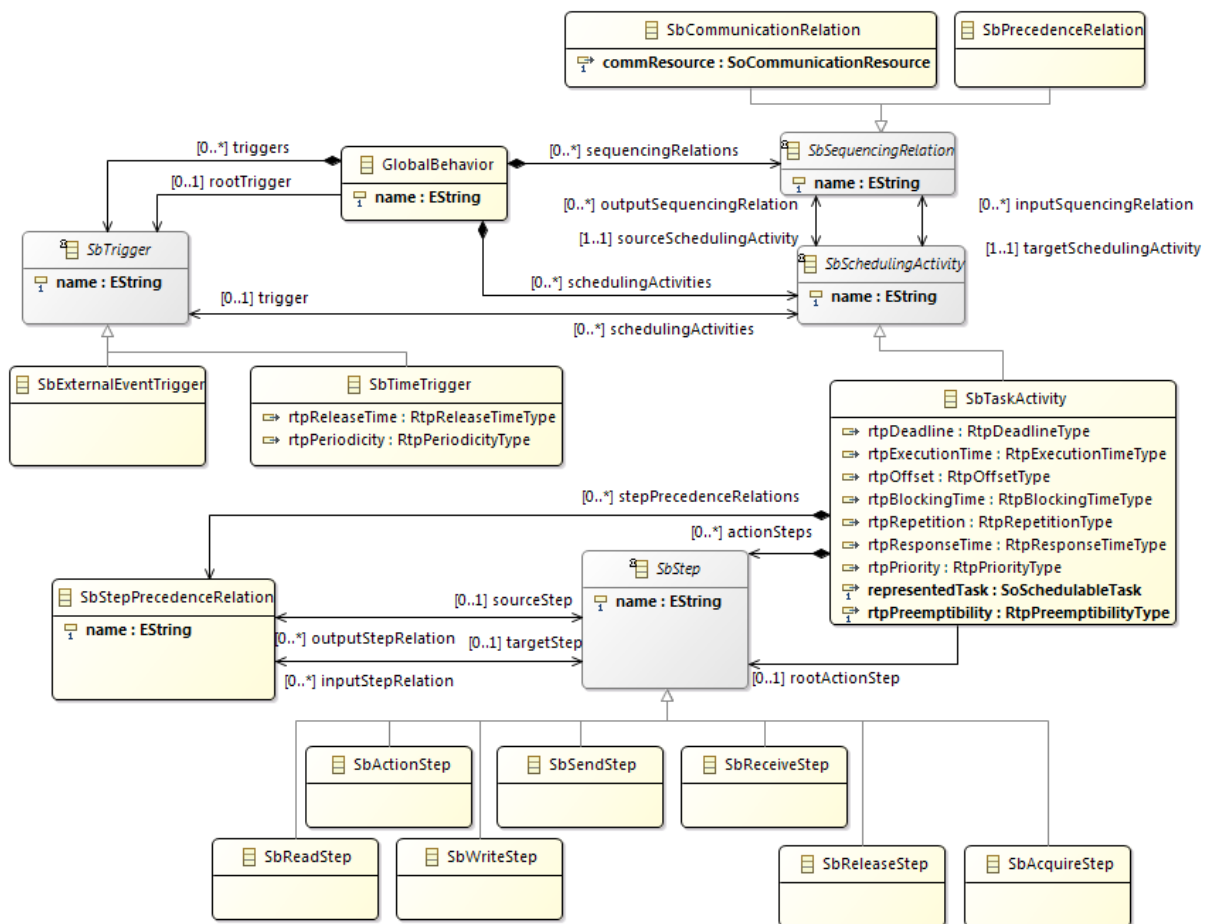 SbCommunicationRelation
commResource : SoCommunicationResource
SbPrecedenceRelation
[0..*] triggers
[0..1] rootTrigger
GlobalBehavior
name : EString
[0..*] sequencingRelations
SbSequencingRelation
name : EString
[0..*] outputSequencingRelation
[1..1] sourceSchedulingActivity
[0..*] inputSquencingRelation
[1..1] targetSchedulingActivity
SbTrigger
name : EString
SbSchedulingActivity
name : EString
[0..*] schedulingActivities
[0..1] trigger
[0..*] schedulingActivities
SbExternalEventTrigger
SbTimeTrigger
rtpReleaseTime : RtpReleaseTimeType
rtpPeriodicity : RtpPeriodicityType
SbTaskActivity
rtpDeadline : RtpDeadlineType
rtpExecutionTime : RtpExecutionTimeType
rtpOffset : RtpOffsetType
rtpBlockingTime : RtpBlockingTimeType
rtpRepetition : RtpRepetitionType
rtpResponseTime : RtpResponseTimeType
rtpPriority : RtpPriorityType
representedTask : SoSchedulableTask
rtpPreemptibility : RtpPreemptibilityType
[0..*] stepPrecedenceRelations
[0..*] actionSteps
SbStep
name : EString
SbStepPrecedenceRelation
name : EString
[0..1] sourceStep
[0..*] outputStepRelation
[0..1] targetStep
[0..*] inputStepRelation
[0..1] rootActionStep
SbActionStep
SbSendStep
SbReceiveStep
SbReadStep
SbWriteStep
SbReleaseStep
SbAcquireStep